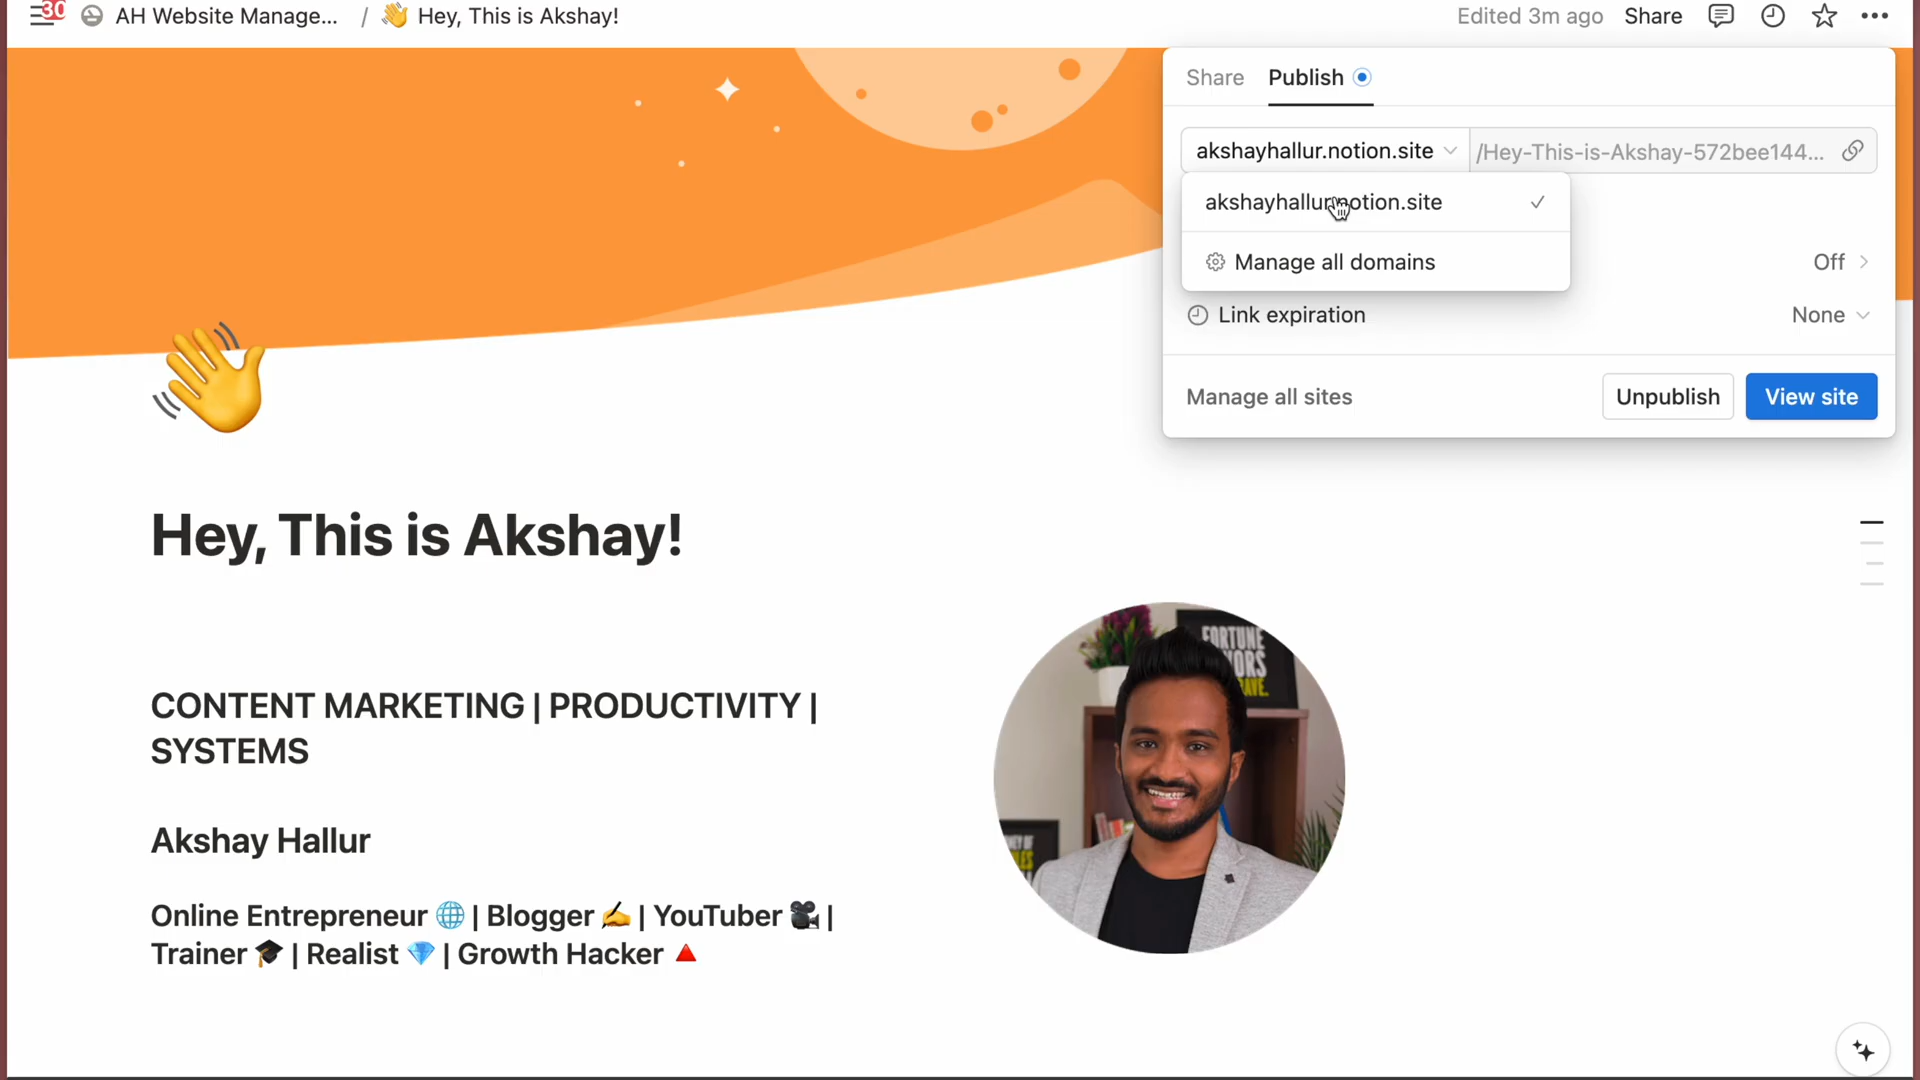 30
AH Website Manage... / 👋 Hey, This is Akshay!
Edited 3m ago Share
Share Publish
akshayhallur.notion.site /Hey-This-is-Akshay-572bee144...
akshayhallur.notion.site
Manage all domains
Off
Link expiration None
Manage all sites Unpublish View site
Hey, This is Akshay!
CONTENT MARKETING | PRODUCTIVITY |
SYSTEMS
Akshay Hallur
Online Entrepreneur 🌐 | Blogger ✍️ | YouTuber 🎥 |
Trainer 🎓 | Realist 💎 | Growth Hacker 🔺
FORTUNE